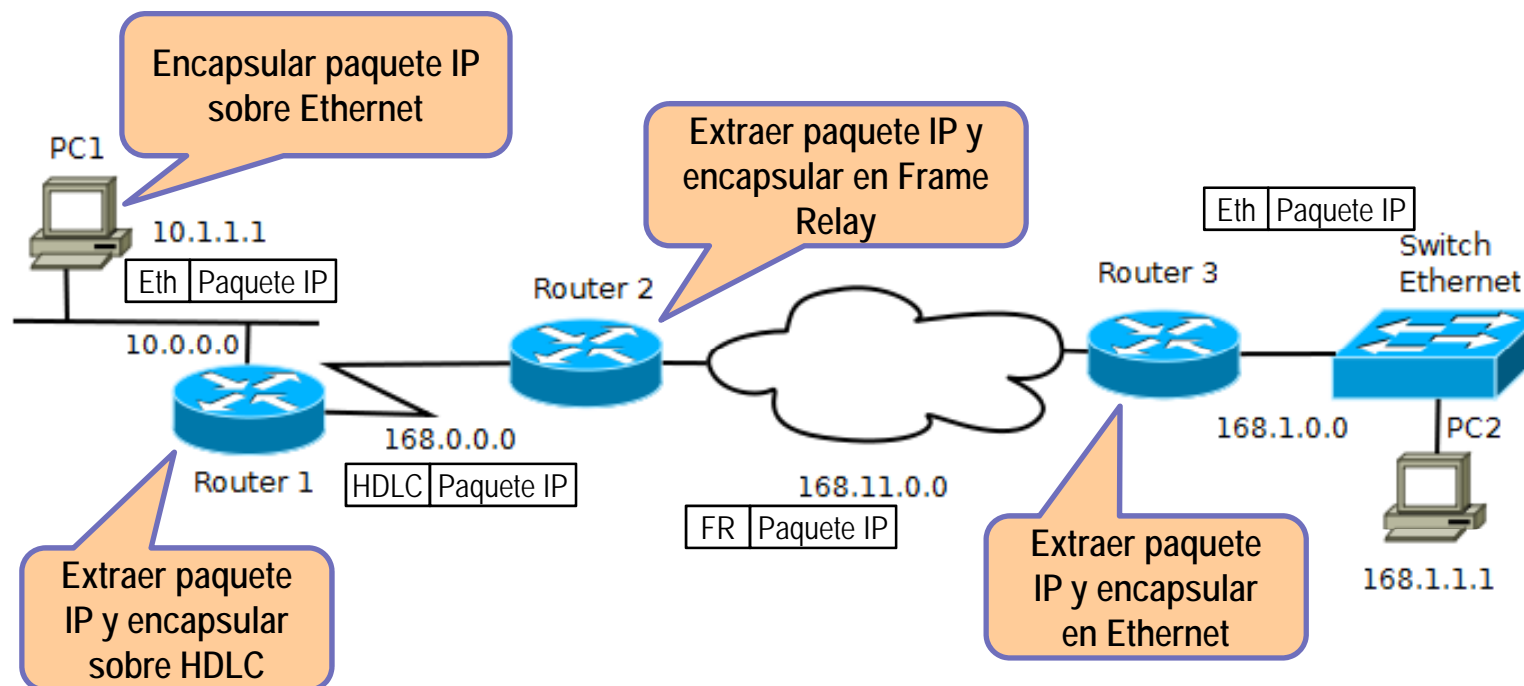 Encapsular paquete IP
sobre Ethernet
PC1
10.1.1.1
Eth Paquete IP
10.0.0.0
Router 1
Extraer paquete
IP y encapsular
sobre HDLC
168.0.0.0
HDLC Paquete IP
Router 2
Extraer paquete IP y
encapsular en Frame
Relay
168.11.0.0
FR Paquete IP
Router 3
Extraer paquete
IP y encapsular
en Ethernet
Eth Paquete IP
Switch
Ethernet
168.1.0.0
PC2
168.1.1.1